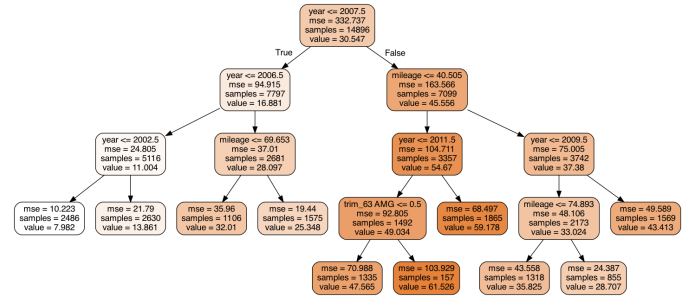 year <= 2007.5
mse = 332.737
samples = 14896
value = 30.547
True
False
year <= 2006.5
mse = 94.915
samples = 7797
value = 16.881
mileage <= 40.505
mse = 163.566
samples = 7099
value = 45.556
year <= 2002.5
mse = 24.805
samples = 5116
value = 11.004
mileage <= 69.653
mse = 37.01
samples = 2681
value = 28.097
year <= 2011.5
mse = 104.711
samples = 3357
value = 54.67
year <= 2009.5
mse = 75.005
samples = 3742
value = 37.38
mse = 10.223
samples = 2486
value = 7.982
mse = 21.79
samples = 2630
value = 13.861
mse = 35.96
samples = 1106
value = 32.01
mse = 19.44
samples = 1575
value = 25.348
trim_63 AMG <= 0.5
mse = 92.805
samples = 1492
value = 49.034
mse = 68.497
samples = 1865
value = 59.178
mileage <= 74.893
mse = 48.106
samples = 2173
value = 33.024
mse = 49.589
samples = 1569
value = 43.413
mse = 70.988
samples = 1335
value = 47.565
mse = 103.929
samples = 157
value = 61.526
mse = 43.558
samples = 1318
value = 35.825
mse = 24.387
samples = 855
value = 28.707